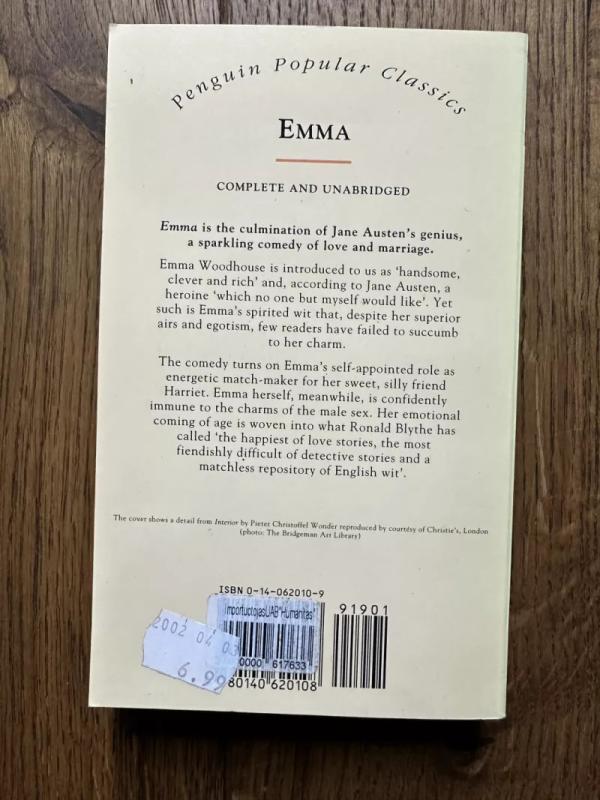 Penguin Popular Classics
EMMA
COMPLETE AND UNABRIDGED
Emma is the culmination of Jane Austen's genius,
a sparkling comedy of love and marriage.
Emma Woodhouse is introduced to us as 'handsome,
clever and rich' and, according to Jane Austen, a
heroine 'which no one but myself would like'. Yet
such is Emma's spirited wit that, despite her superior
airs and egotism, few readers have failed to succumb
to her charm.
The comedy turns on Emma's self-appointed role as
energetic match-maker for her sweet, silly friend
Harriet. Emma herself, meanwhile, is confidently
immune to the charms of the male sex. Her emotional
coming of age is woven into what Ronald Blythe has
called 'the happiest of love stories, the most
fiendishly difficult of detective stories and a
matchless repository of English wit'.
The cover shows a detail from Interior by Pieter Christoffel Wonder reproduced by courtesy of Christie's, London
(photo: The Bridgeman Art Library)
ISBN 0-14-062010-9
91901
ImportuotojasUAB"Humanitas"
2002 04 03
0000 617633
6.99
80140 620108